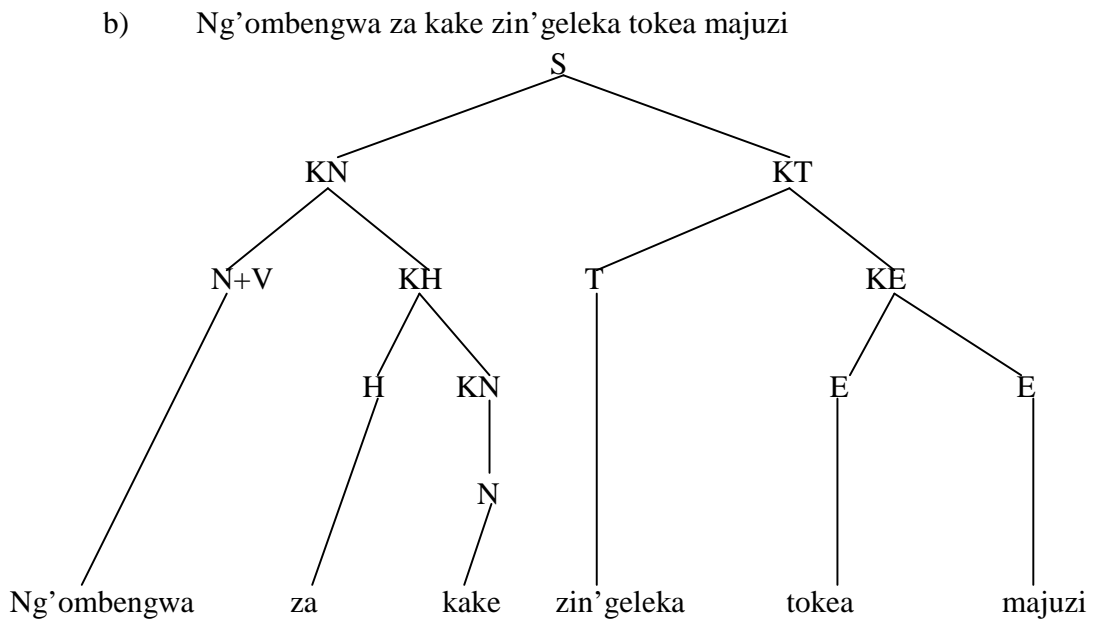 b) Ng’ombengwa za kake zin’geleka tokea majuzi
S
KN KT
N+V KH T KE
H KN E E
N
Ng’ombengwa za kake zin’geleka tokea majuzi